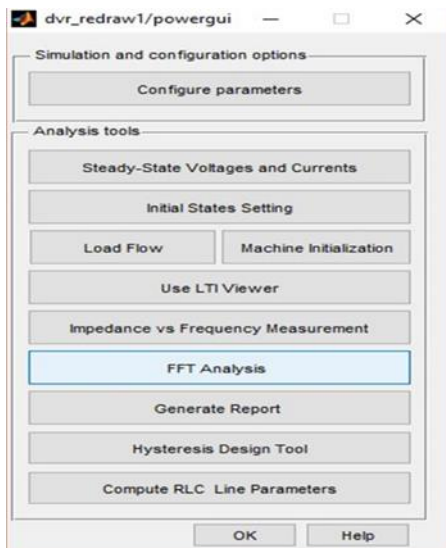 dvr_redraw1/powergui
Simulation and configuration options
Configure parameters
Analysis tools
Steady-State Voltages and Currents
Initial States Setting
Load Flow Machine Initialization
Use LTI Viewer
Impedance vs Frequency Measurement
FFT Analysis
Generate Report
Hysteresis Design Tool
Compute RLC Line Parameters
OK Help